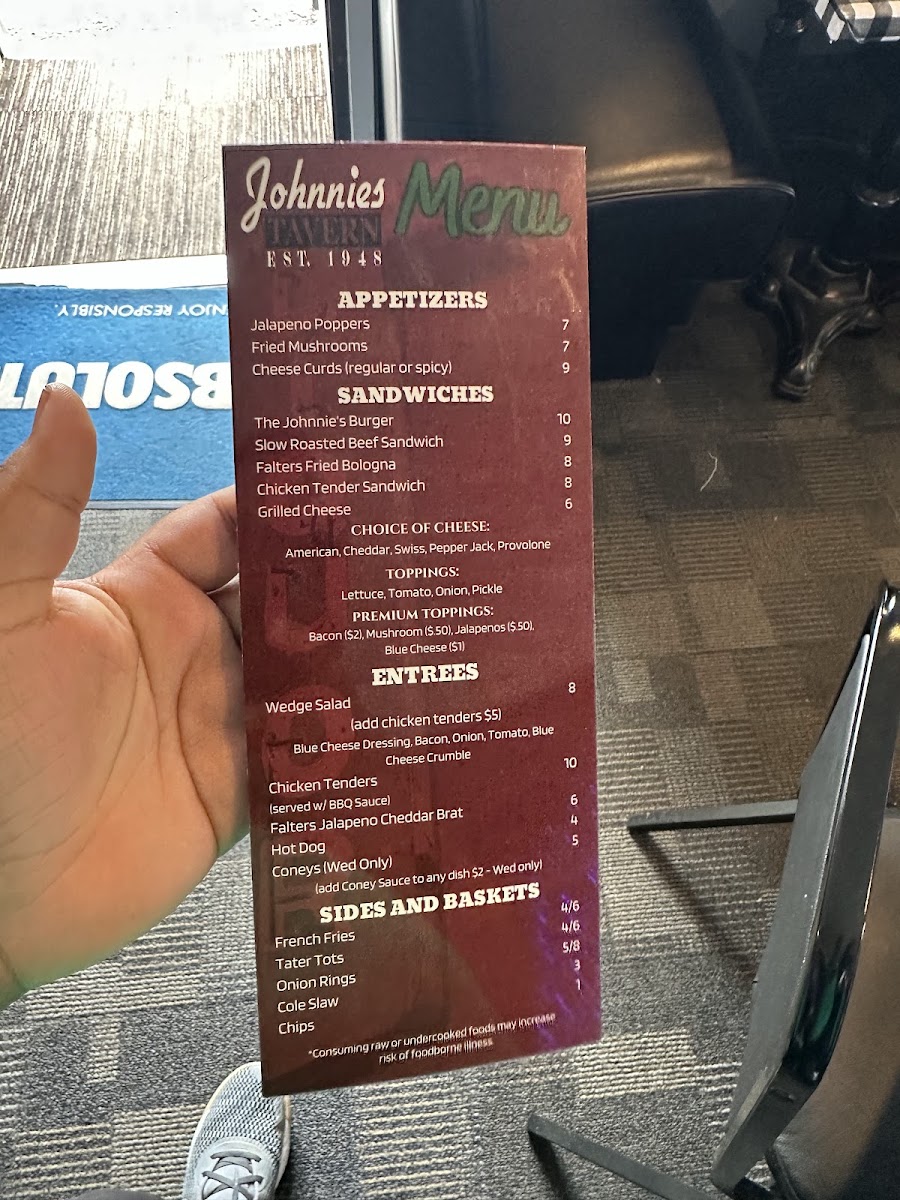 Johnnies Menu
TAVERN
EST. 1948
APPETIZERS
Jalapeno Poppers 7
Fried Mushrooms 7
Cheese Curds (regular or spicy) 9
SANDWICHES
The Johnnie's Burger 10
Slow Roasted Beef Sandwich 9
Falters Fried Bologna 8
Chicken Tender Sandwich 8
Grilled Cheese 6
CHOICE OF CHEESE:
American, Cheddar, Swiss, Pepper Jack, Provolone
TOPPINGS:
Lettuce, Tomato, Onion, Pickle
PREMIUM TOPPINGS:
Bacon ($2), Mushroom ($.50), Jalapenos ($.50),
Blue Cheese ($1)
ENTREES
Wedge Salad 8
(add chicken tenders $5)
Blue Cheese Dressing, Bacon, Onion, Tomato, Blue
Cheese Crumble
Chicken Tenders 10
(served w/ BBQ Sauce)
Falters Jalapeno Cheddar Brat 6
Hot Dog 4
Coneys (Wed Only) 5
(add Coney Sauce to any dish $2 - Wed only)
SIDES AND BASKETS
French Fries 4/6
Tater Tots 4/6
Onion Rings 5/8
Cole Slaw 3
Chips 1
*Consuming raw or undercooked foods may increase
risk of foodborne illness
NJOY RESPONSIBLY.
BSOLUT